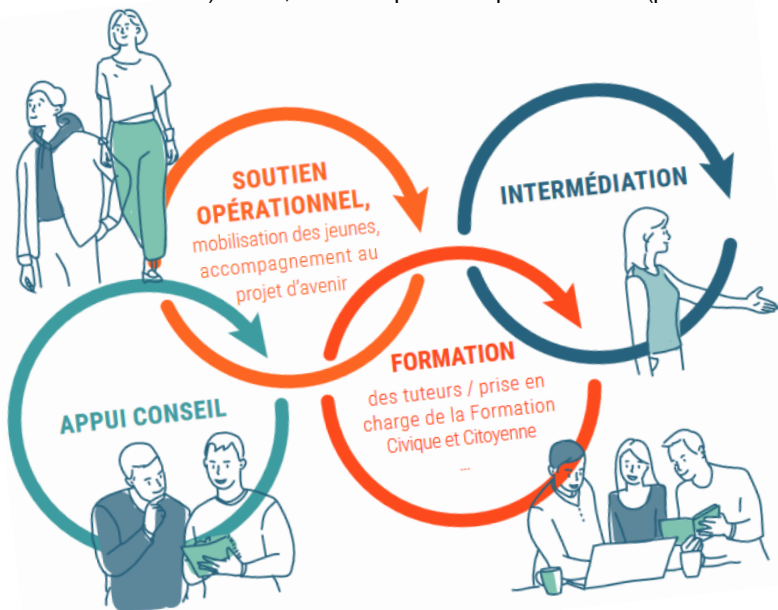 SOUTIEN
OPÉRATIONNEL,
mobilisation des jeunes,
accompagnement au
projet d'avenir
INTERMÉDIATION
APPUI CONSEIL
FORMATION
des tuteurs / prise en
charge de la Formation
Civique et Citoyenne
...